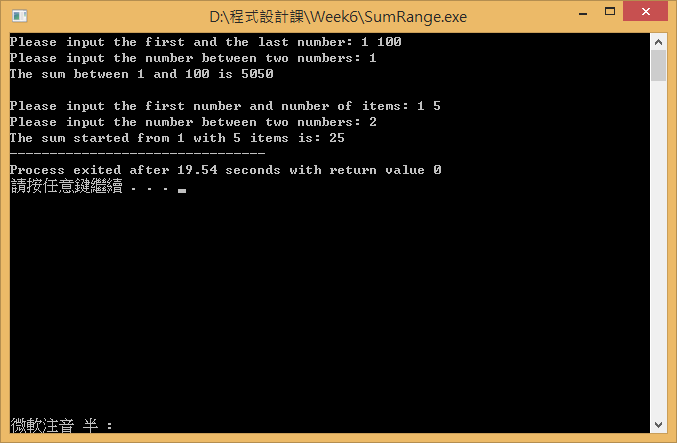 D:\程式設計課\Week6\SumRange.exe
Please input the first and the last number: 1 100
Please input the number between two numbers: 1
The sum between 1 and 100 is 5050
Please input the first number and number of items: 1 5
Please input the number between two numbers: 2
The sum started from 1 with 5 items is: 25
--------------------------------
Process exited after 19.54 seconds with return value 0
請按任意鍵繼續 . . .
微軟注音 半 :